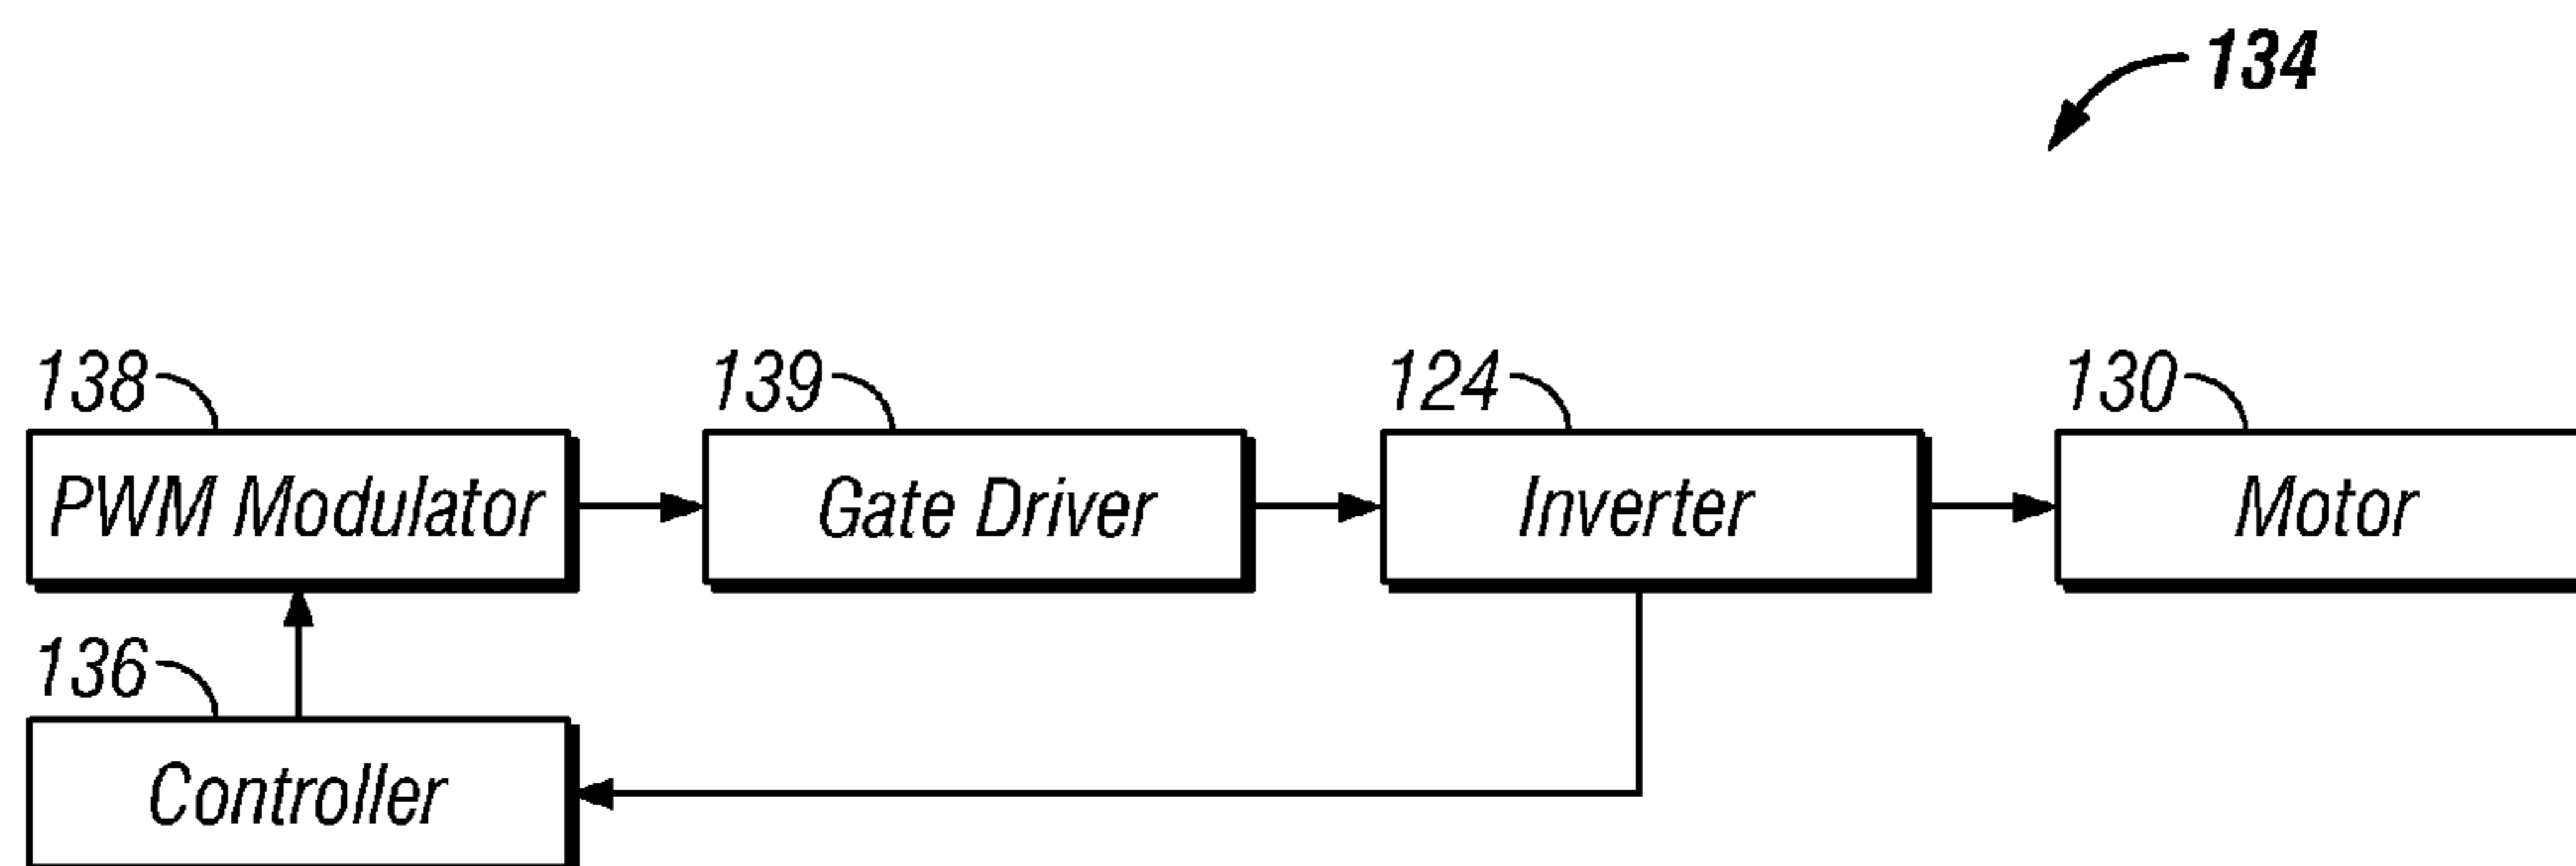 134
138
139
124
130
PWM Modulator
Gate Driver
Inverter
Motor
136
Controller